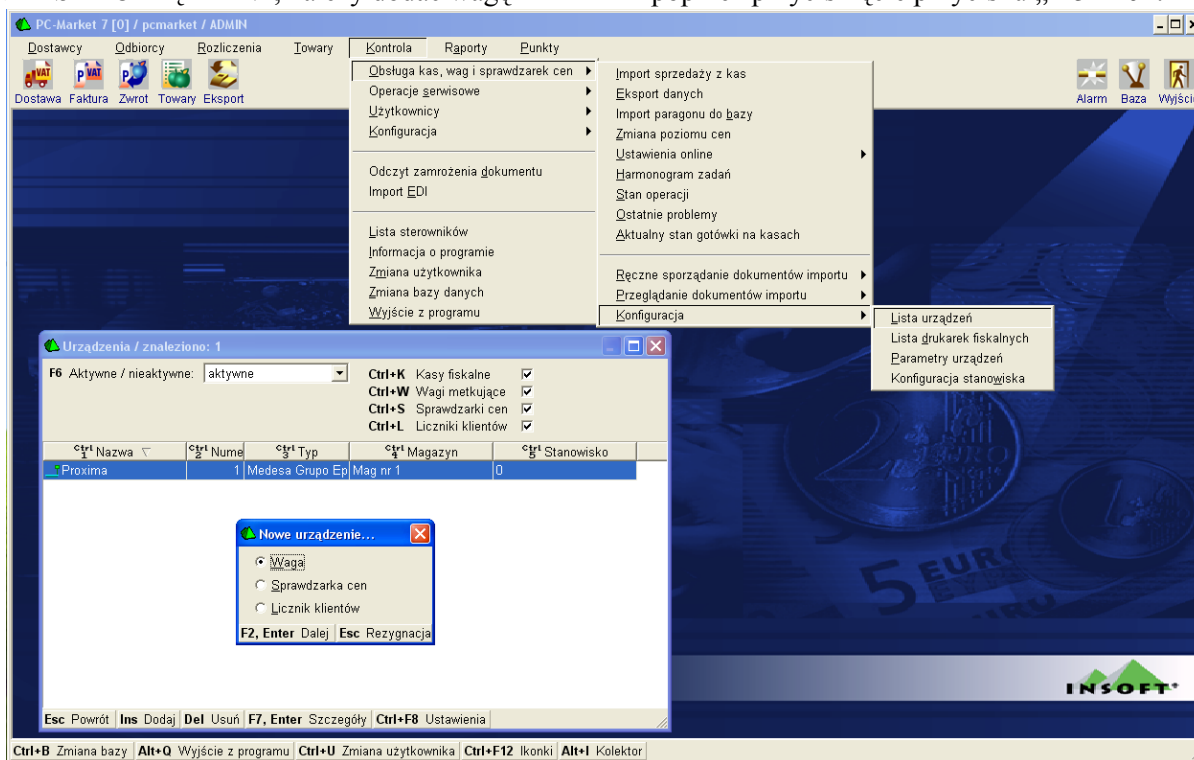 PC-Market 7 [0] / pcmarket / ADMIN
Dostawcy Odbiorcy Rozliczenia Towary Kontrola Raporty Punkty
Dostawa Faktura Zwrot Towary Eksport
Alarm Baza Wyjście
Obsługa kas, wag i sprawdzarek cen
Operacje serwisowe
Użytkownicy
Konfiguracja
Odczyt zamrożenia dokumentu
Import EDI
Lista sterowników
Informacja o programie
Zmiana użytkownika
Zmiana bazy danych
Wyjście z programu
Import sprzedaży z kas
Eksport danych
Import paragonu do bazy
Zmiana poziomu cen
Ustawienia online
Harmonogram zadań
Stan operacji
Ostatnie problemy
Aktualny stan gotówki na kasach
Ręczne sporządanie dokumentów importu
Przeglądanie dokumentów importu
Konfiguracja
Lista urządzeń
Lista drukarek fiskalnych
Parametry urządzeń
Konfiguracja stanowiska
Urządzenia / znaleziono: 1
F6 Aktywne / nieaktywne: aktywne
Ctrl+K Kasy fiskalne
Ctrl+W Wagi metkujące
Ctrl+S Sprawdzarki cen
Ctrl+L Liczniki klientów
Ctrl 1 Nazwa Ctrl 2 Nume Ctrl 3 Typ Ctrl 4 Magazyn Ctrl 5 Stanowisko
Proxima 1 Medesa Grupo Ep Mag nr 1 0
Nowe urządzenie...
Waga
Sprawdzarka cen
Licznik klientów
F2, Enter Dalej Esc Rezygnacja
5 EURO
INSOFT
Esc Powrót Ins Dodaj Del Usuń F7, Enter Szczegóły Ctrl+F8 Ustawienia
Ctrl+B Zmiana bazy Alt+Q Wyjście z programu Ctrl+U Zmiana użytkownika Ctrl+F12 Ikonki Alt+I Kolektor